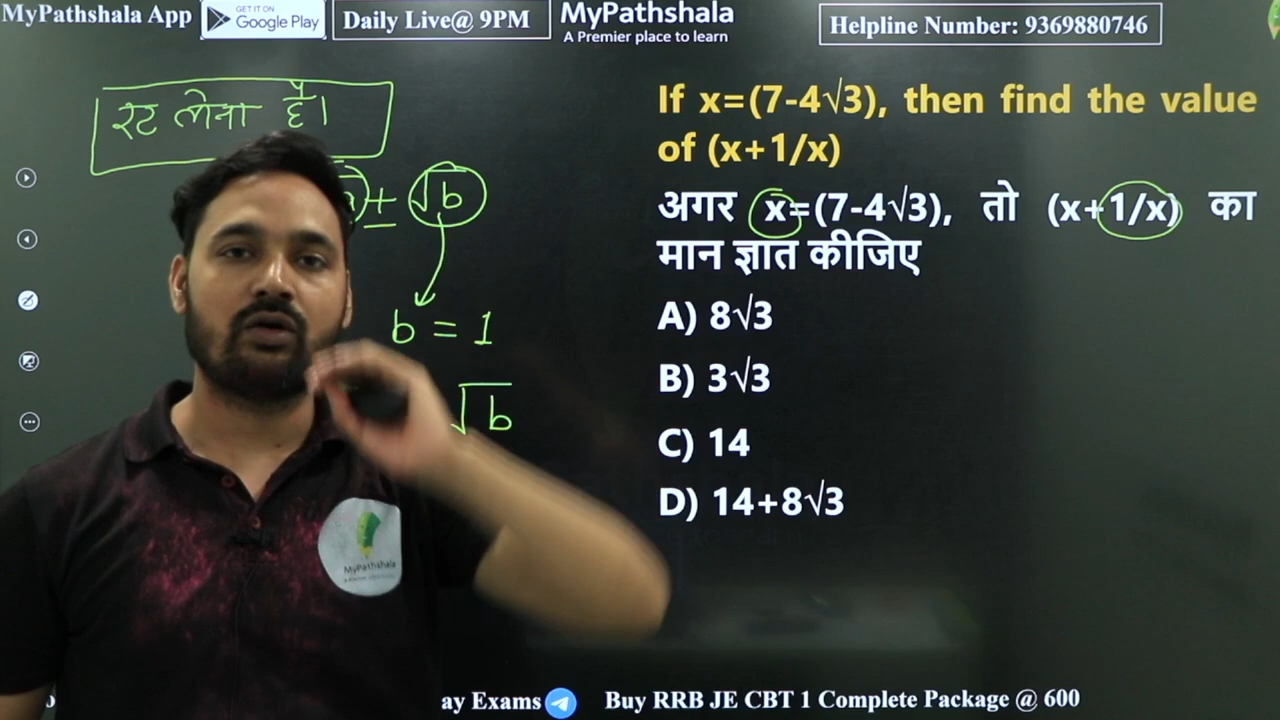 MyPathshala App
GET IT ON
Google Play
Daily Live@ 9PM
MyPathshala
A Premier place to learn
Helpline Number: 9369880746
रट लेना है।
± √b
b = 1
√b
If x=(7-4√3), then find the value
of (x+1/x)
अगर x=(7-4√3), तो (x+1/x) का
मान ज्ञात कीजिए
A) 8√3
B) 3√3
C) 14
D) 14+8√3
MyPathshala
ay Exams
Buy RRB JE CBT 1 Complete Package @ 600